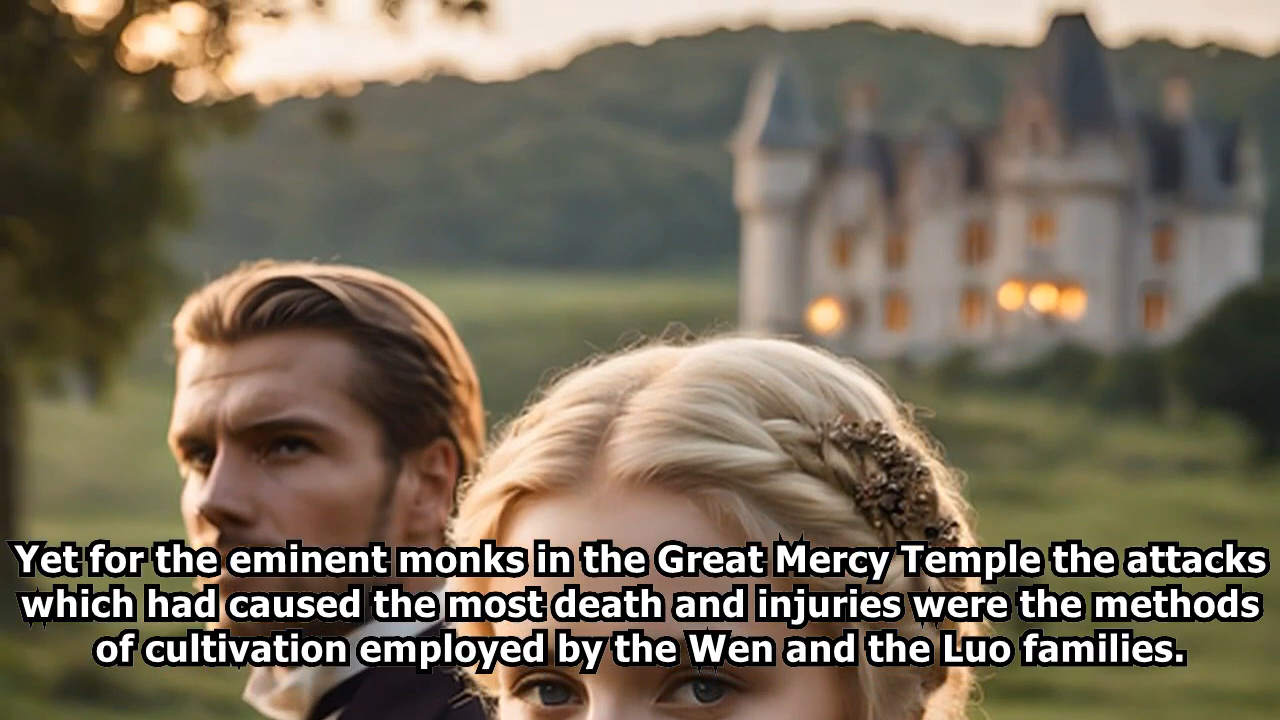 Yet for the eminent monks in the Great Mercy Temple the attacks
which had caused the most death and injuries were the methods
of cultivation employed by the Wen and the Luo families.